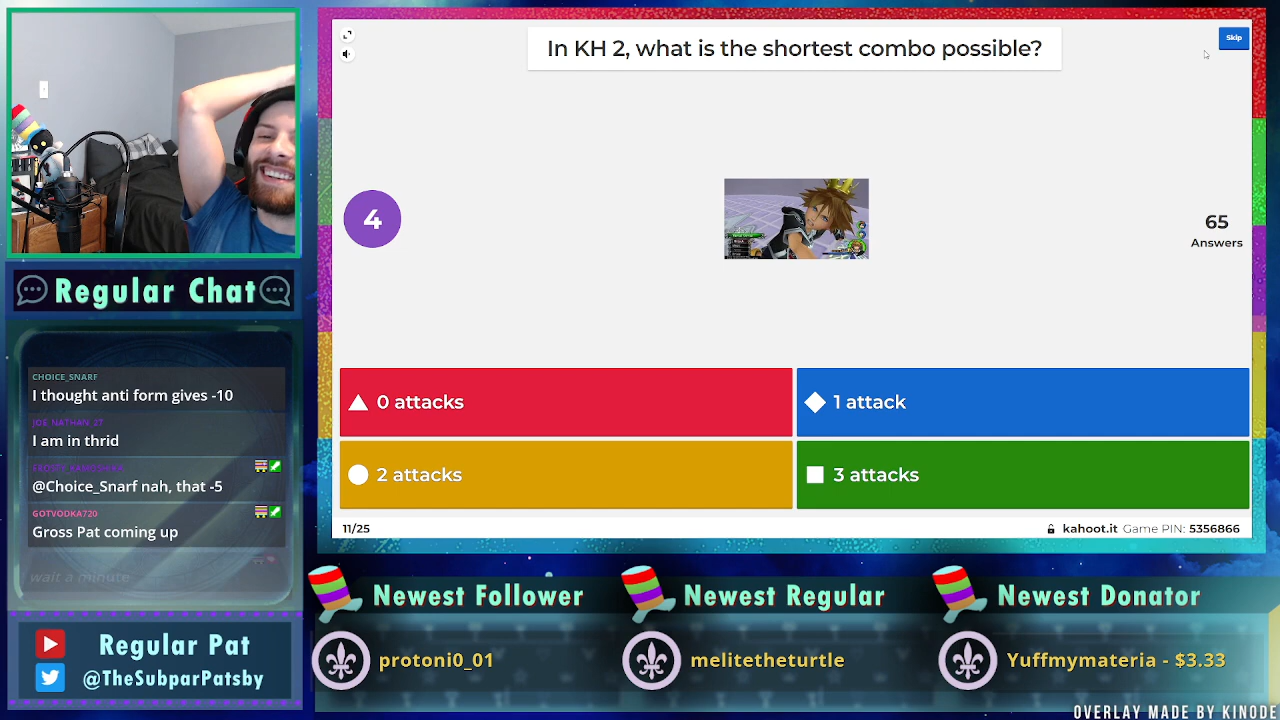 In KH 2, what is the shortest combo possible?
Skip
4
65
Answers
0 attacks
1 attack
2 attacks
3 attacks
11/25
kahoot.it Game PIN: 5356866
Regular Chat
CHOICE_SNARF
I thought anti form gives -10
JOE_NATHAN_27
I am in thrid
@Choice_Snarf nah, that -5
GOTVODKA720
Gross Pat coming up
wait a minute
Regular Pat
@TheSubparPatsby
Newest Follower
protoni0_01
Newest Regular
melitetheturtle
Newest Donator
Yuffmymateria - $3.33
OVERLAY MADE BY KINODE